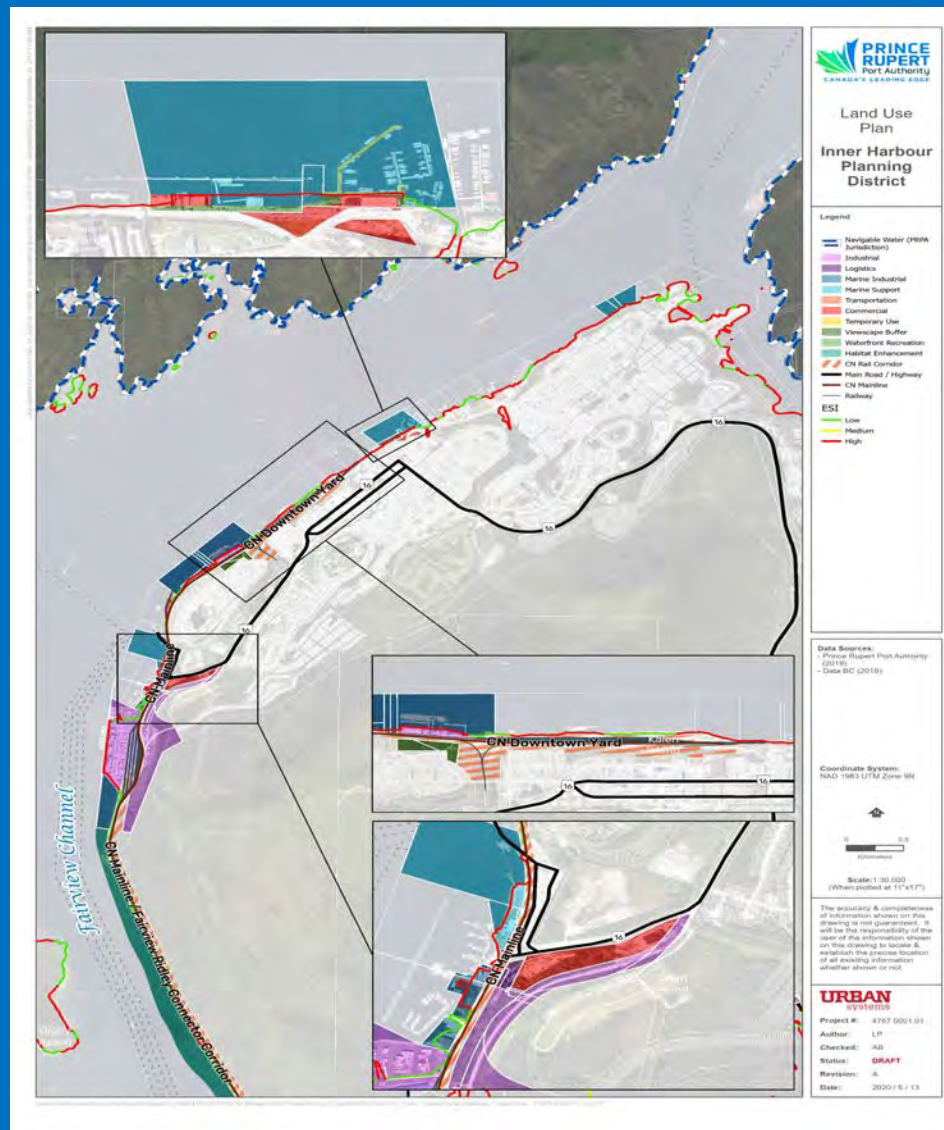 PRINCE
RUPERT
Port Authority
CANADA'S LEADING EDGE
Land Use
Plan
Inner Harbour
Planning
District
Legend
Navigable Water (PRPA
Jurisdiction)
Industrial
Logistics
Marine Industrial
Marine Support
Transportation
Commercial
Temporary Use
Viewscape Buffer
Waterfront Recreation
Habitat Enhancement
CN Rail Corridor
Main Road / Highway
CN Mainline
Railway
ESI
Low
Medium
High
16
CN Downtown Yard
16
16
16
16
CN Mainline
Fairview Channel
CN Mainline / Fairview-Ridley Connector Corridor
CN Downtown Yard
16
16
CN Mainline
16
Data Sources:
- Prince Rupert Port Authority
(2019)
- Data BC (2019)
Coordinate System:
NAD 1983 UTM Zone 9N
0 0.5
Kilometers
Scale: 1:30,000
(When plotted at 11"x17")
The accuracy & completeness
of information shown on this
drawing is not guaranteed. It
will be the responsibility of the
user of the information shown
on this drawing to locate &
establish the precise location
of all existing information
whether shown or not
URBAN
systems
Project #: 4767.0001.01
Author: LP
Checked: AB
Status: DRAFT
Revision: A
Date: 2020 / 5 / 13